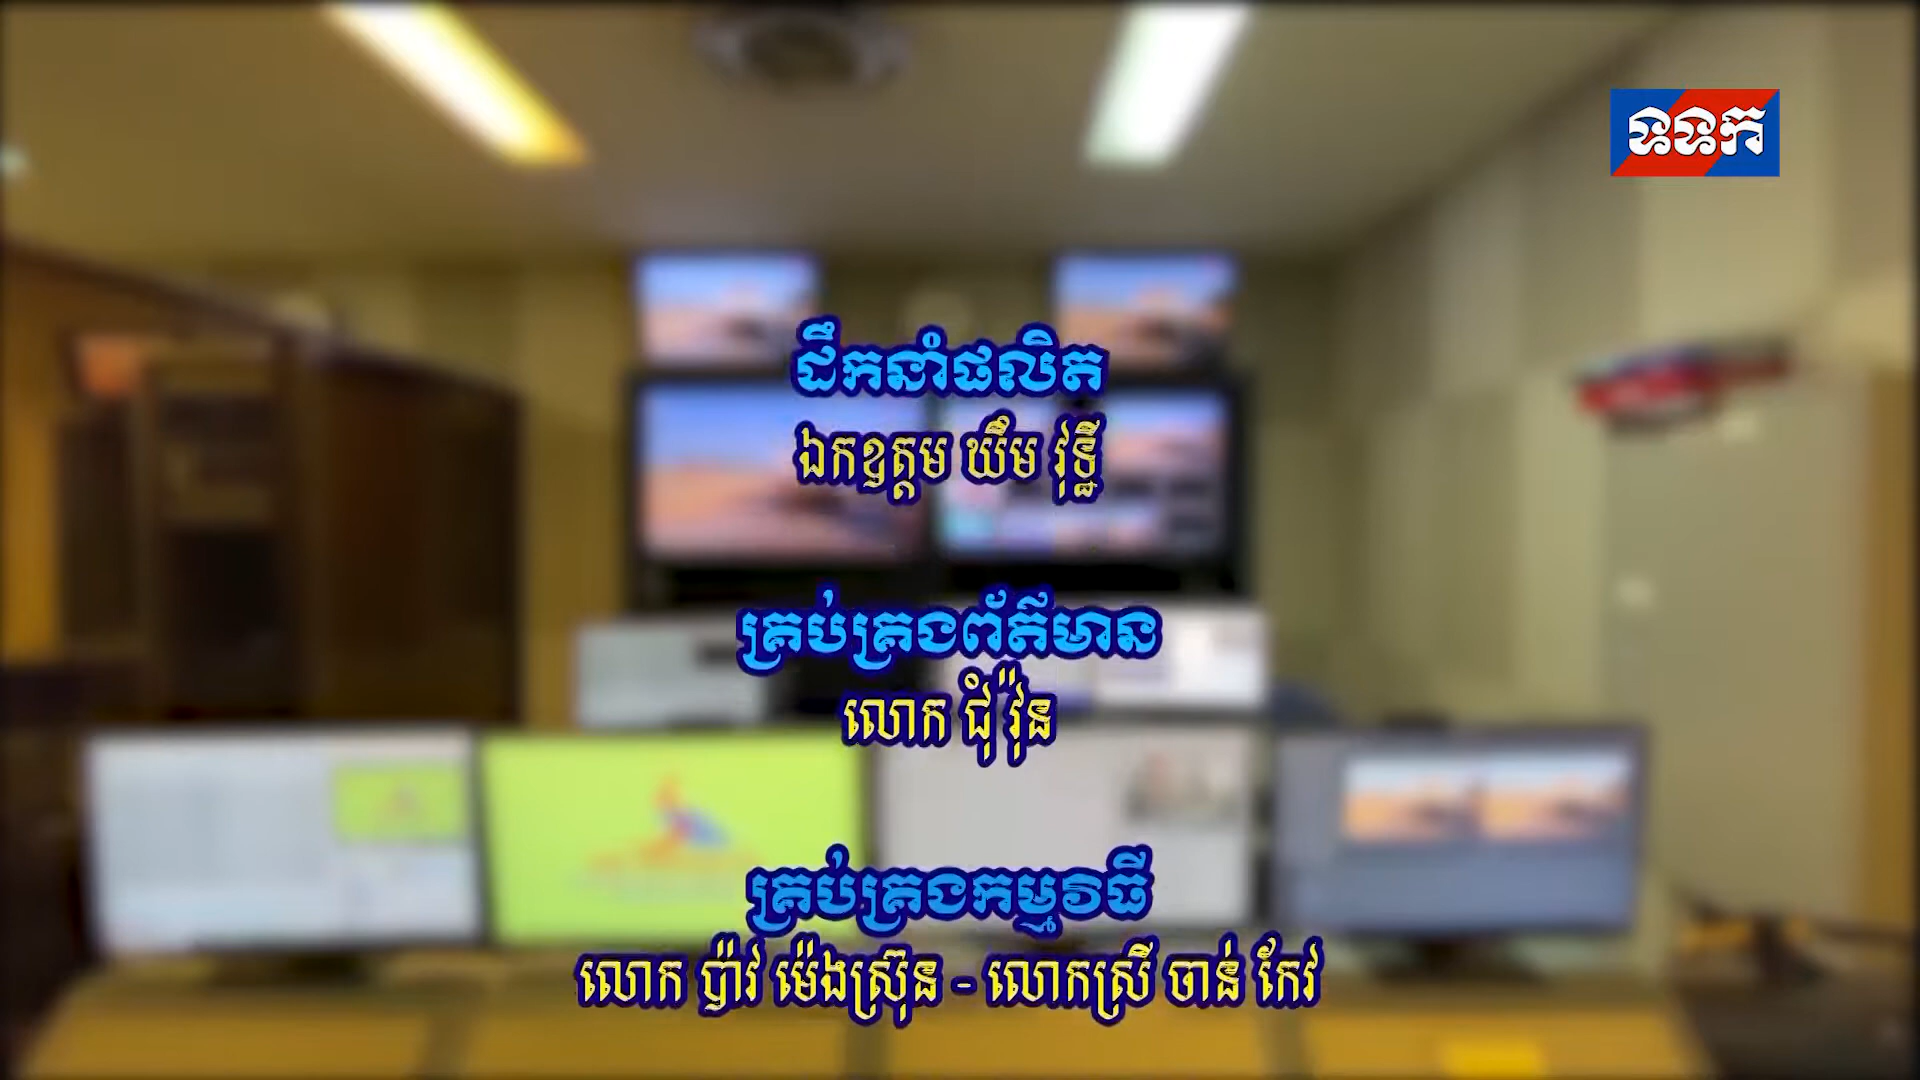 ទទក
ដឹកនាំផលិត
ឯកឧត្តម ឃឹម វុទ្ធី
គ្រប់គ្រងព័ត៌មាន
លោក ជុំ វ៉ុន
គ្រប់គ្រងកម្មវិធី
លោក ប៉ាវ ម៉េងស្រ៊ុន - លោកស្រី ចាន់ កែវ